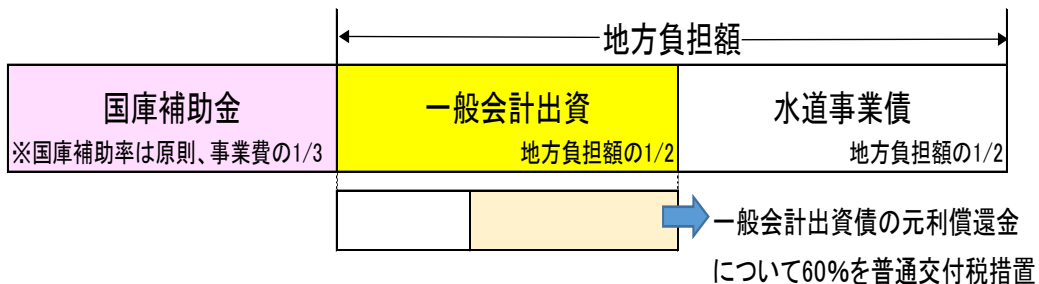 地方負担額
国庫補助金
※国庫補助率は原則、事業費の1/3
一般会計出資
地方負担額の1/2
水道事業債
地方負担額の1/2
一般会計出資債の元利償還金
について60%を普通交付税措置